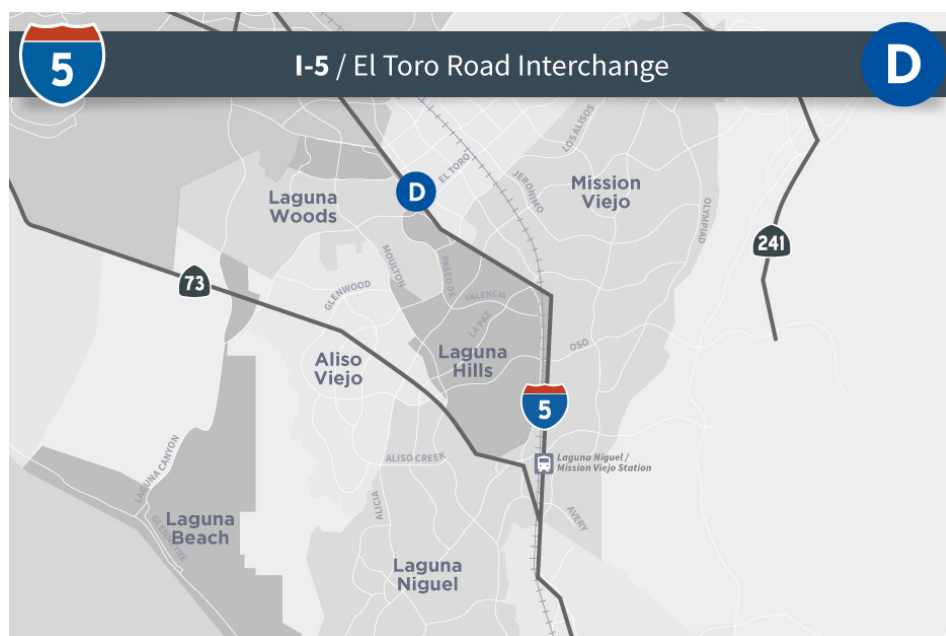 5
I-5 / El Toro Road Interchange
D
LOS ALISOS
EL TORO
JERONIMO
Mission
Viejo
D
Laguna
Woods
OLYMPIAD
241
MOULTON
PASEO DE
VALENCIA
73
GLENWOOD
LA PAZ
OSO
Laguna
Hills
Aliso
Viejo
5
LAGUNA CANYON
ALISO CREEK
Laguna Niguel /
Mission Viejo Station
ALICIA
AVERY
Laguna
Beach
GLENNEYRE
Laguna
Niguel